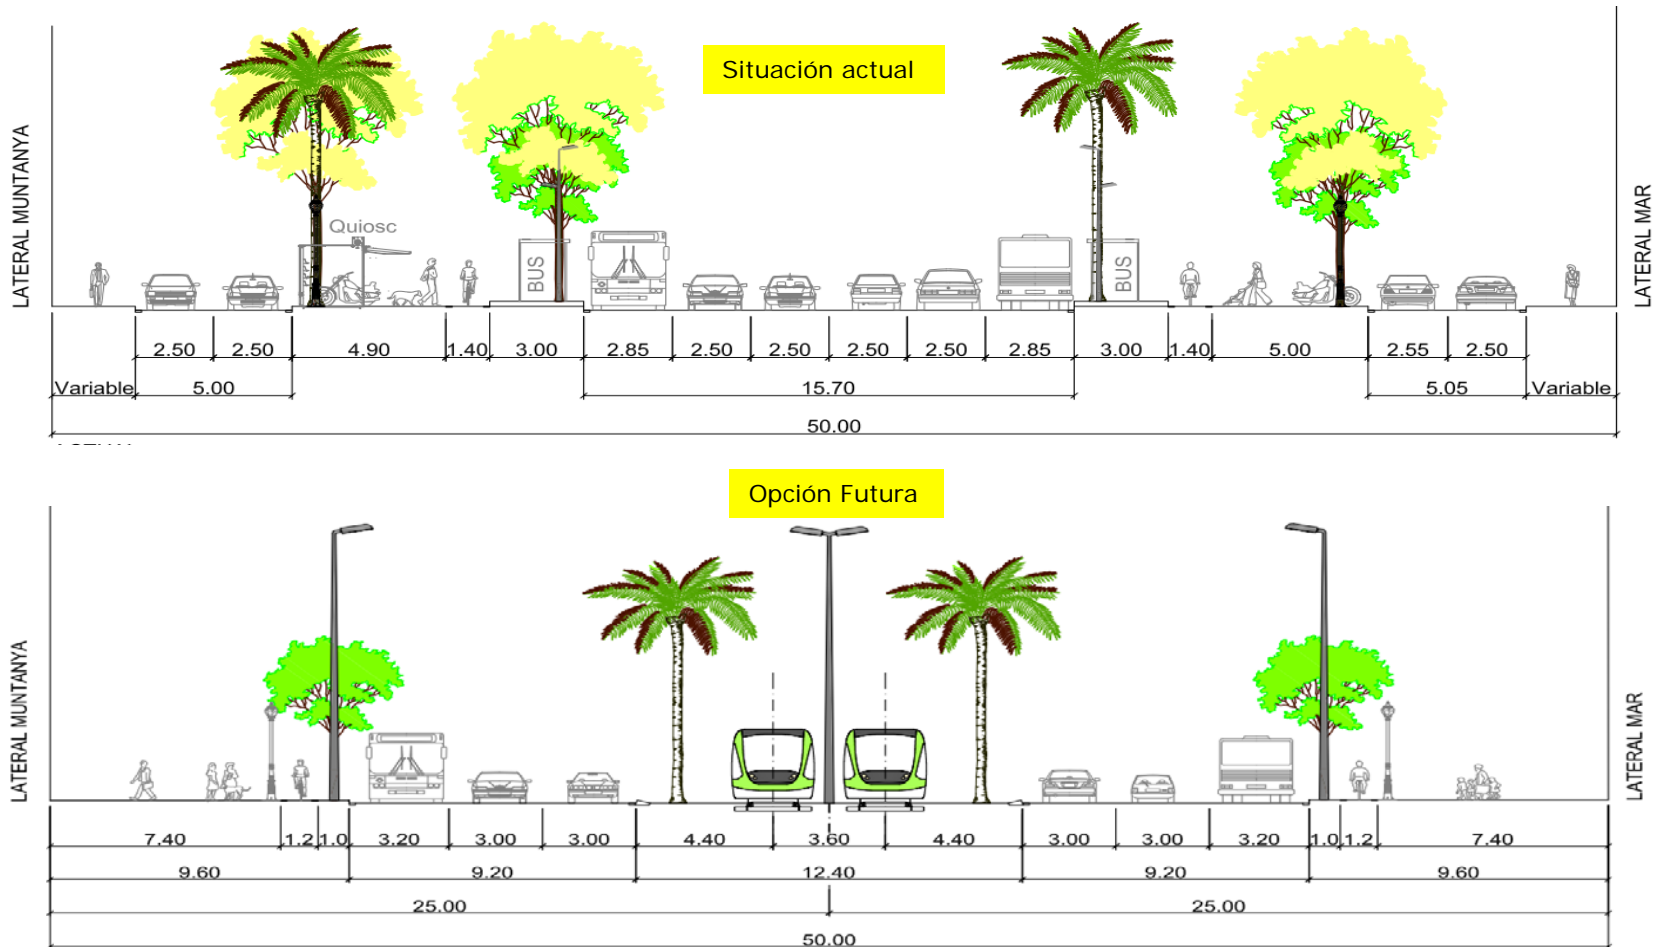 Situación actual
LATERAL MUNTANYA
LATERAL MAR
Quiosc
BUS
BUS
2.50 2.50 4.90 1.40 3.00 2.85 2.50 2.50 2.50 2.50 2.85 3.00 1.40 5.00 2.55 2.50
Variable 5.00 15.70 5.05 Variable
50.00
Opción Futura
LATERAL MUNTANYA
LATERAL MAR
7.40 1.2 1.0 3.20 3.00 3.00 4.40 3.60 4.40 3.00 3.00 3.20 1.0 1.2 7.40
9.60 9.20 12.40 9.20 9.60
25.00 25.00
50.00